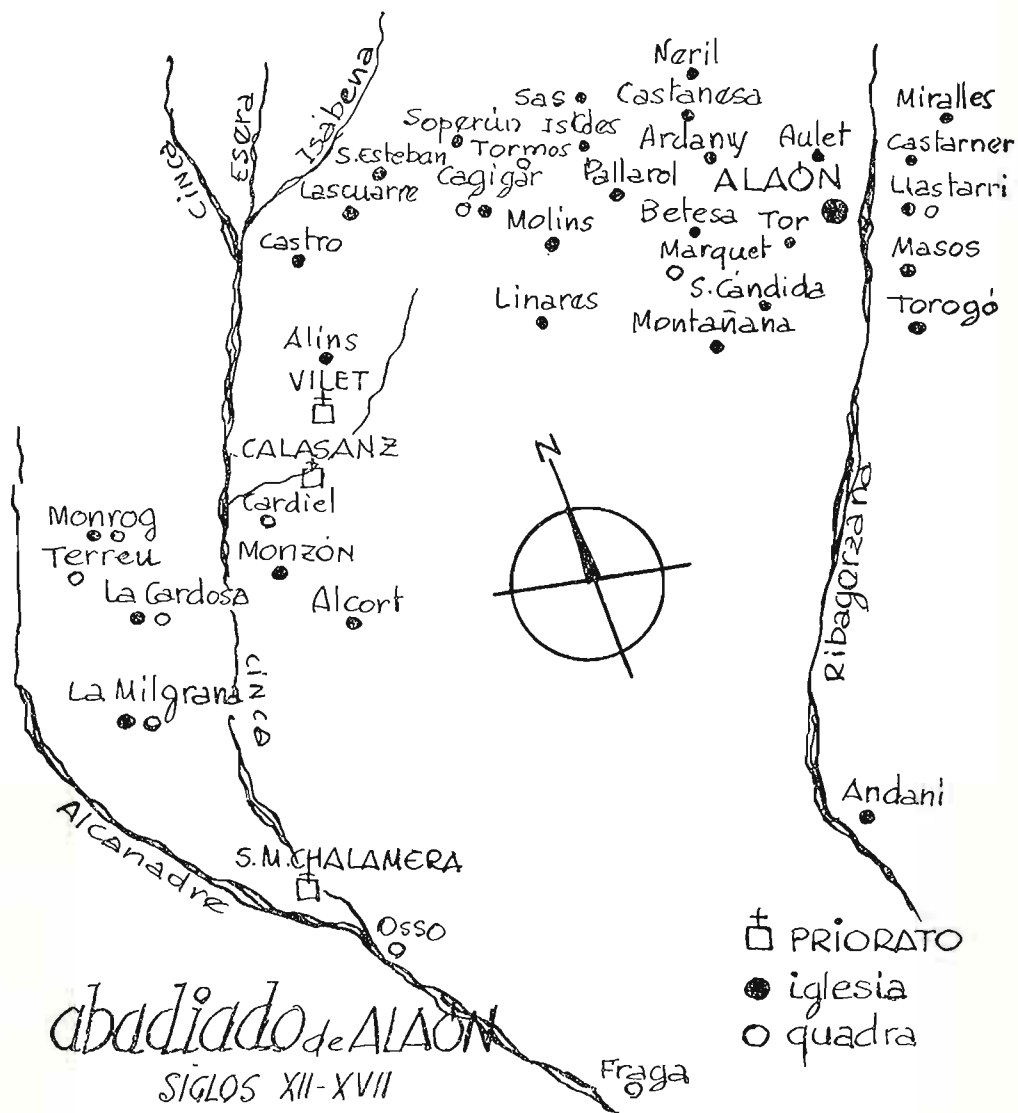 Neril
Sas
Castanesa
Miralles
Soperún
Isclés
Ardany
Aulet
Castarner
S.Esteban
Tormos
Pallarol
ALAÓN
Llastarri
Lascuarre
Cagigar
Molins
Betesa
Tor
Masos
Castro
Marquet
S.Cándida
Linares
Montañana
Torogó
Cinca
Esera
Isabena
Alins
VILET
CALASANZ
Cardiel
Monrog
Terreu
Monzón
La Cardosa
Alcort
La Milgrana
Cinca
N
Ribagorzana
Andani
Alcanadre
S.M.CHALAMERA
Osso
Fraga
PRIORATO
iglesia
quadra
abadiado de ALAÓN
SIGLOS XII-XVII